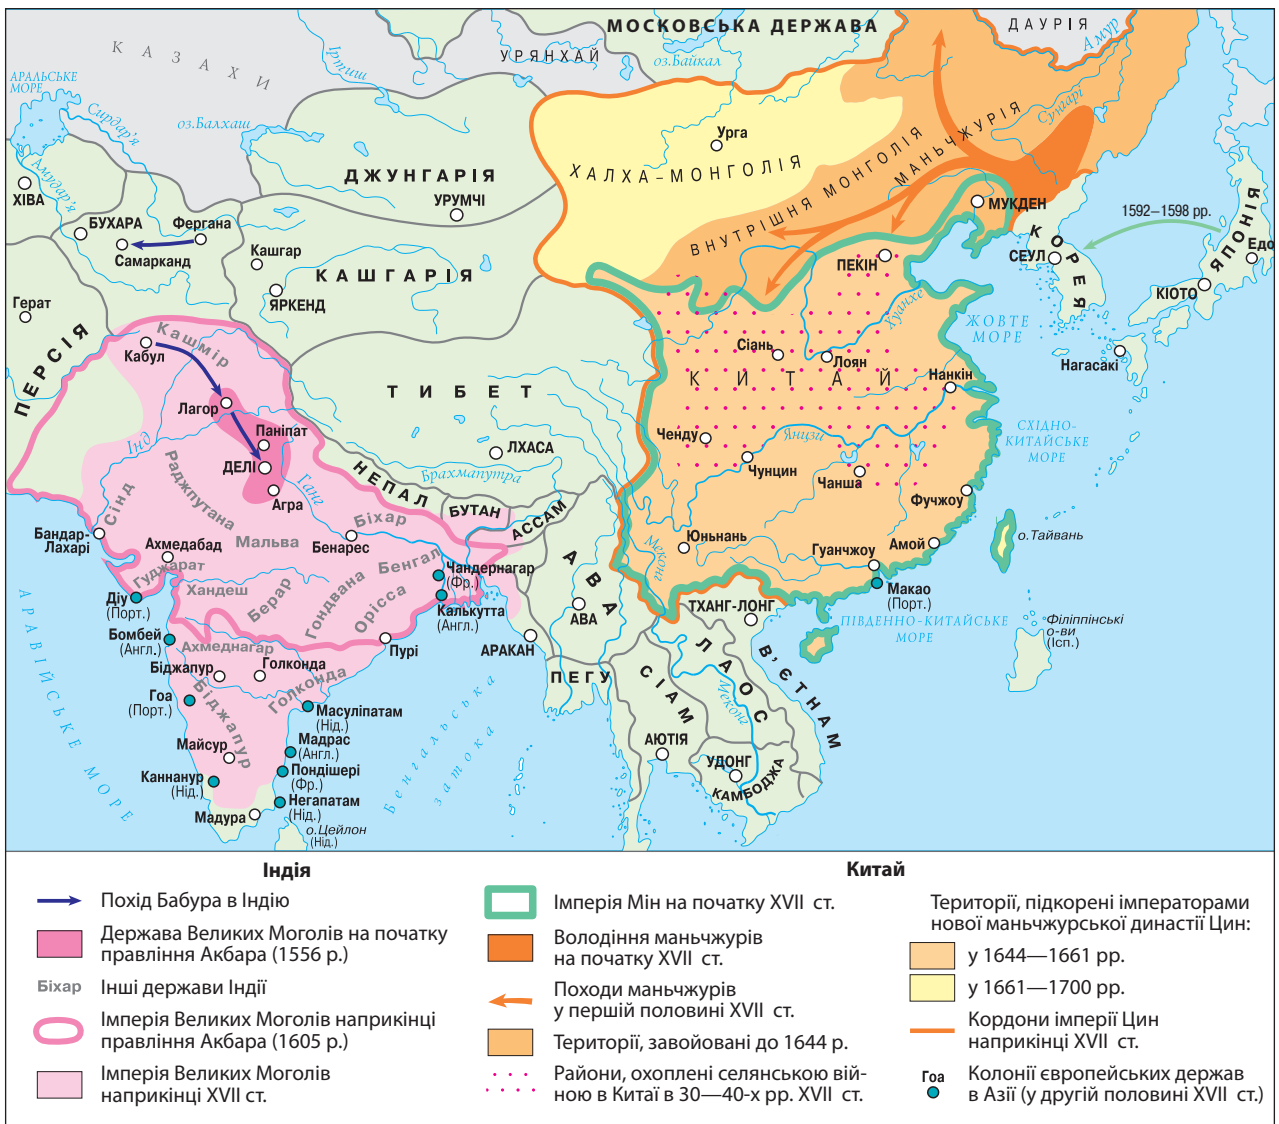 МОСКОВСЬКА ДЕРЖАВА
ДАУРІЯ
КАЗАХИ
УРЯНХАЙ
оз.Байкал
Амур
Іртиш
АРАЛЬСЬКЕ
МОРЕ
Сирдар'я
оз.Балхаш
Сунгарі
Урга
ХАЛХА-МОНГОЛІЯ
ВНУТРІШНЯ МОНГОЛІЯ
МАНЬЧЖУРІЯ
Амудар'я
ХІВА
ДЖУНГАРІЯ
УРУМЧІ
МУКДЕН
1592–1598 рр.
ЯПОНІЯ
БУХАРА
Фергана
Самарканд
Кашгар
КАШГАРІЯ
ЯРКЕНД
ПЕКІН
КОРЕЯ
СЕУЛ
Едо
КІОТО
Герат
ПЕРСІЯ
Хуанхе
ЖОВТЕ
МОРЕ
Нагасакі
Кашмір
Кабул
Сіань
Лоян
КИТАЙ
Нанкін
ТИБЕТ
Лагор
Паніпат
Інд
ДЕЛІ
ЛХАСА
Брахмапутра
Ченду
Янцзи
Чунцин
Чанша
Фучжоу
СХІДНО-
КИТАЙСЬКЕ
МОРЕ
Раджпутана
Агра
Ганг
НЕПАЛ
БУТАН
АССАМ
Сінд
Бандар-
Лахарі
Ахмедабад
Мальва
Біхар
Бенарес
Юньнань
Гуанчжоу
Амой
о.Тайвань
Гуджарат
Хандеш
Берар
Гондвана
Орісса
Бенгал
Чандернагар
(Фр.)
Калькутта
(Англ.)
АВА
АВА
Меконг
Макао
(Порт.)
Діу
(Порт.)
Бомбей
(Англ.)
Ахмеднагар
Пурі
АРАКАН
ТХАНГ-ЛОНГ
ПІВДЕННО-КИТАЙСЬКЕ
МОРЕ
Філіппінські
о-ви
(Ісп.)
Біджапур
Голконда
Голконда
ПЕГУ
СІАМ
ЛАОС
В'ЄТНАМ
Меконг
Гоа
(Порт.)
Біджапур
Масуліпатам
(Нід.)
Майсур
Мадрас
(Англ.)
Каннанур
(Нід.)
Пондішері
(Фр.)
Негапатам
(Нід.)
Мадура
о.Цейлон
(Нід.)
АРАВІЙСЬКЕ МОРЕ
Бенгальська
затока
АЮТІЯ
УДОНГ
КАМБОДЖА
Індія
Похід Бабура в Індію
Держава Великих Моголів на початку
правління Акбара (1556 р.)
Біхар
Інші держави Індії
Імперія Великих Моголів наприкінці
правління Акбара (1605 р.)
Імперія Великих Моголів
наприкінці XVII ст.
Китай
Імперія Мін на початку XVII ст.
Володіння маньчжурів
на початку XVII ст.
Походи маньчжурів
у першій половині XVII ст.
Території, завойовані до 1644 р.
Райони, охоплені селянською вій-
ною в Китаї в 30—40-х рр. XVII ст.
Території, підкорені імператорами
нової маньчжурської династії Цин:
у 1644—1661 рр.
у 1661—1700 рр.
Кордони імперії Цин
наприкінці XVII ст.
Гоа
Колонії європейських держав
в Азії (у другій половині XVII ст.)